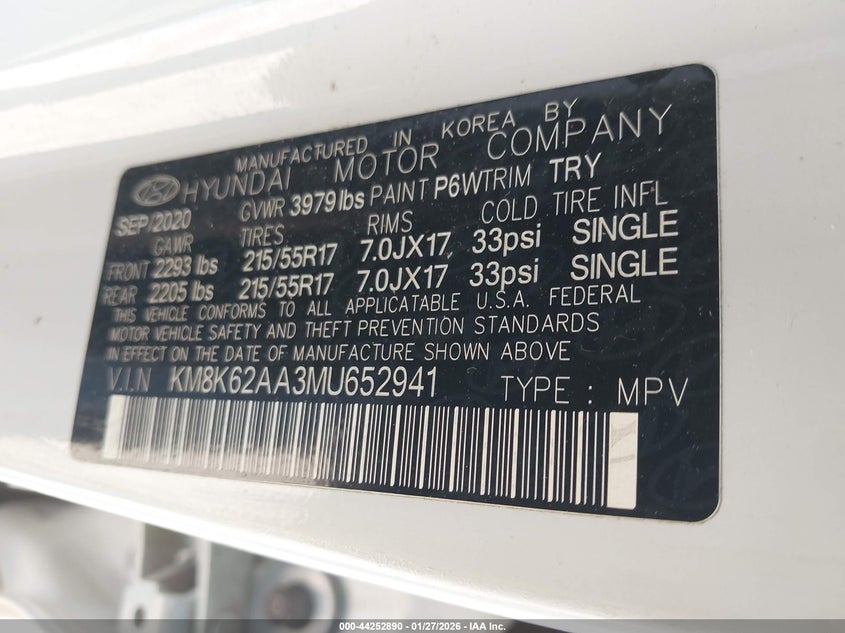 MANUFACTURED IN KOREA BY
HYUNDAI MOTOR COMPANY
SEP/2020 GVWR 3979lbs PAINT P6W TRIM TRY
GAWR TIRES RIMS COLD TIRE INFL
FRONT 2293 lbs 215/55R17 7.0JX17 33psi SINGLE
REAR 2205 lbs 215/55R17 7.0JX17 33psi SINGLE
THIS VEHICLE CONFORMS TO ALL APPLICATABLE U.S.A. FEDERAL
MOTOR VEHICLE SAFETY AND THEFT PREVENTION STANDARDS
IN EFFECT ON THE DATE OF MANUFACTURE SHOWN ABOVE
V.I.N KM8K62AA3MU652941 TYPE : MPV
000-44252890 - 01/27/2026 - IAA Inc.